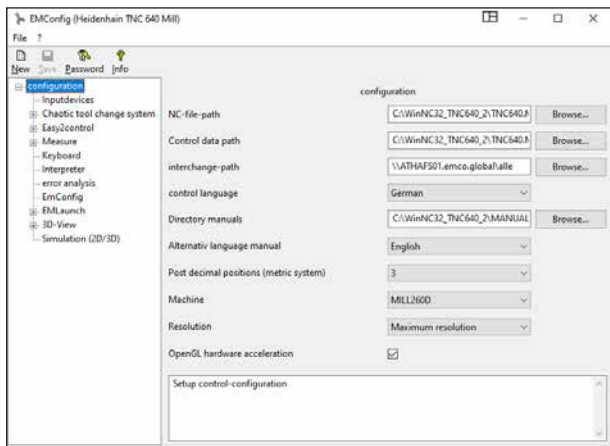 EMConfig (Heidenhain TNC 640 Mill)
File ?
New Save Password Info
configuration
Inputdevices
Chaotic tool change system
Easy2control
Measure
Keyboard
Interpreter
error analysis
EmConfig
EMLaunch
3D-View
Simulation (2D/3D)
configuration
NC-file-path C:\WinNC32_TNC640_2\TNC640.N Browse...
Control data path C:\WinNC32_TNC640_2\TNC640.N Browse...
interchange-path \\ATHAFS01.emco.global\alle Browse...
control language German
Directory manuals C:\WinNC32_TNC640_2\MANUAL Browse...
Alternativ language manual English
Post decimal positions (metric system) 3
Machine MILL260D
Resolution Maximum resolution
OpenGL hardware acceleration
Setup control-configuration